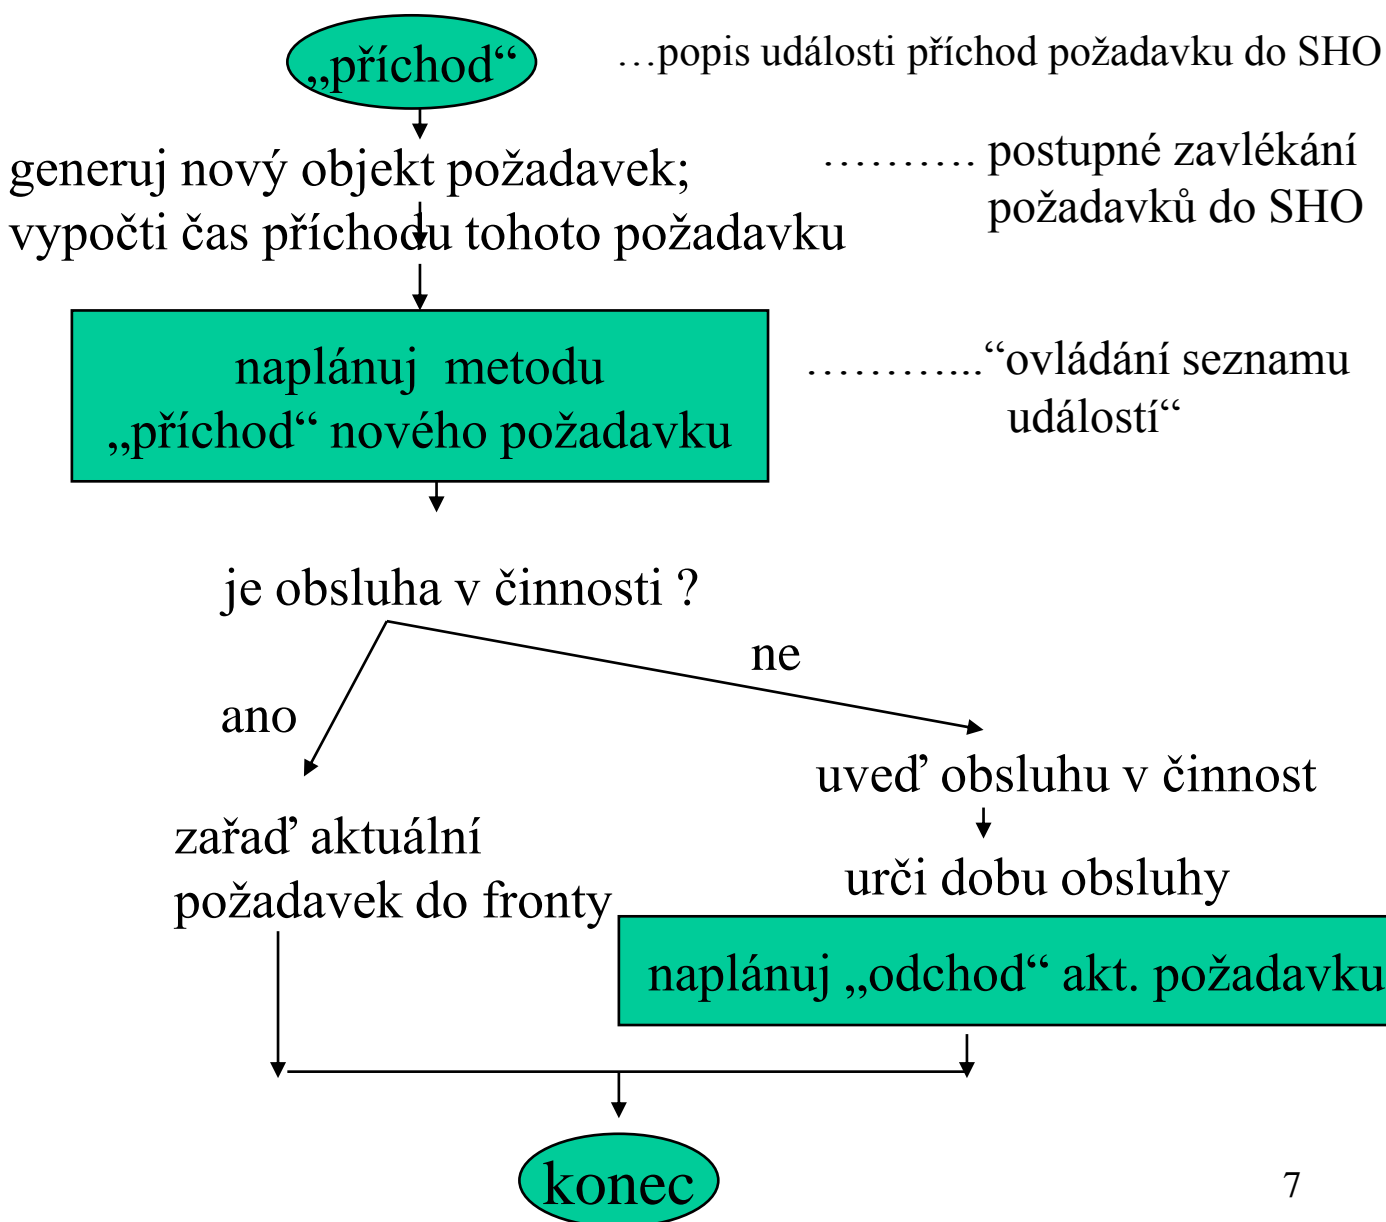 „příchod“
…popis události příchod požadavku do SHO
generuj nový objekt požadavek;
vypočti čas příchodu tohoto požadavku
………. postupné zavlékání
požadavků do SHO
naplánuj metodu
„příchod“ nového požadavku
………...“ovládání seznamu
událostí“
je obsluha v činnosti ?
ne
ano
uveď obsluhu v činnost
zařaď aktuální
požadavek do fronty
urči dobu obsluhy
naplánuj „odchod“ akt. požadavku
konec
7